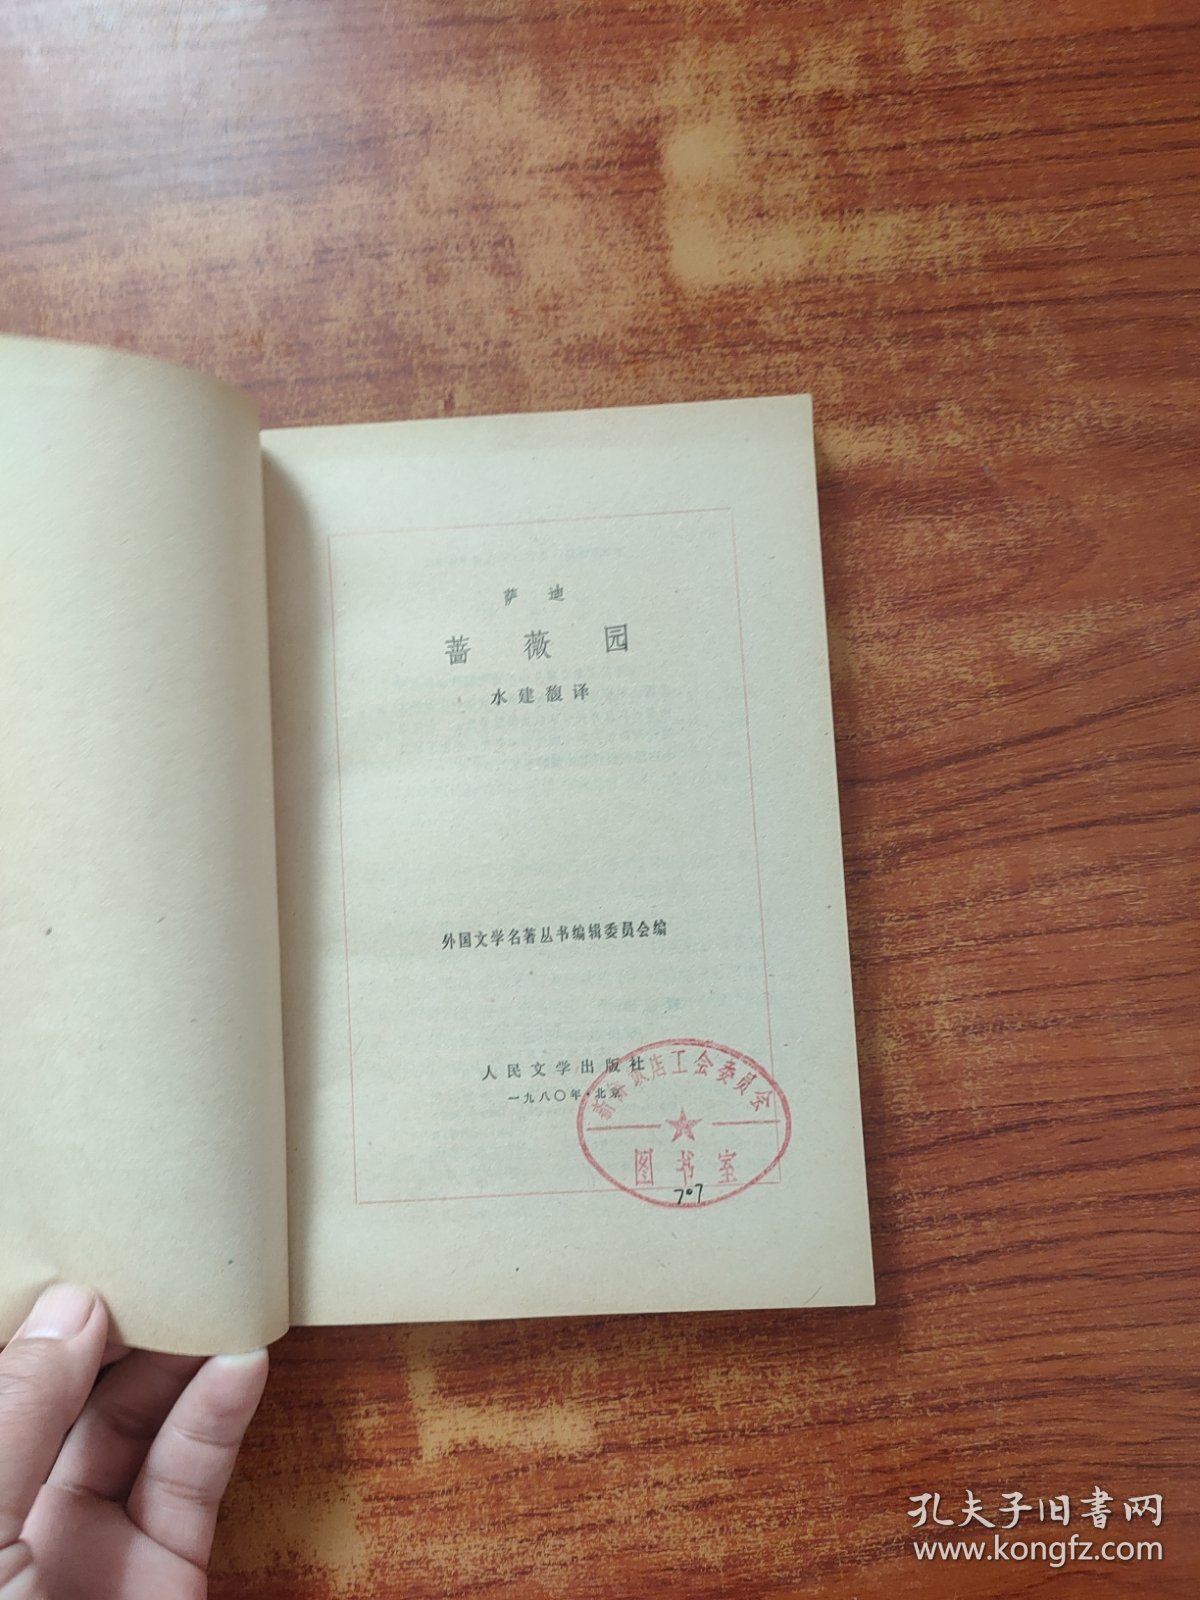 萨迪
蔷薇园
水建馥译
外国文学名著丛书编辑委员会编
人民文学出版社
一九八〇年·北京
店工会委员会
图书室
707
孔夫子旧书网
www.kongfz.com